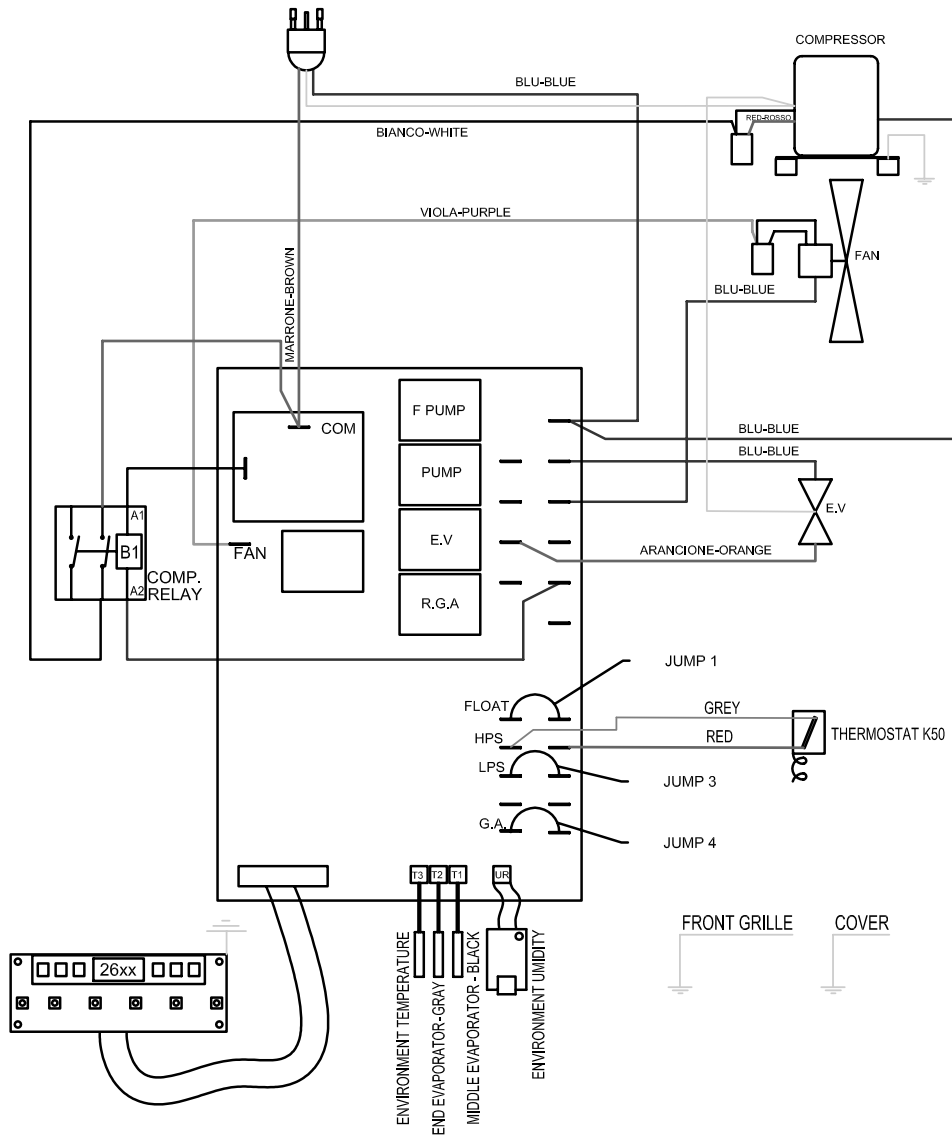 COMPRESSOR
BLU-BLUE
RED-ROSSO
BIANCO-WHITE
VIOLA-PURPLE
FAN
MARRONE-BROWN
BLU-BLUE
F PUMP
COM
BLU-BLUE
BLU-BLUE
PUMP
E.V
A1
E.V
B1
FAN
ARANCIONE-ORANGE
COMP.
RELAY
A2
R.G.A
JUMP 1
FLOAT
GREY
HPS
RED
THERMOSTAT K50
LPS
JUMP 3
G.A.
JUMP 4
T3
T2
T1
UR
FRONT GRILLE
COVER
26xx
ENVIRONMENT TEMPERATURE
END EVAPORATOR-GRAY
MIDDLE EVAPORATOR - BLACK
ENVIRONMENT UMIDITY